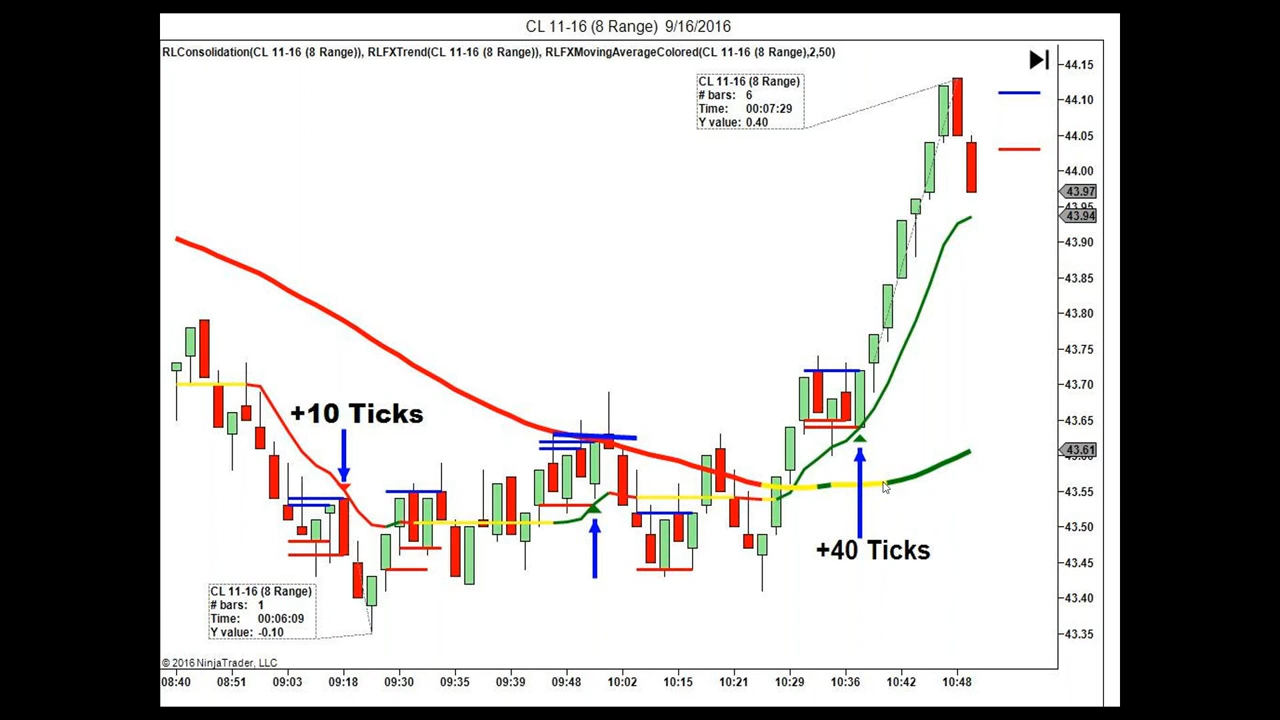 CL 11-16 (8 Range) 9/16/2016
RLConsolidation(CL 11-16 (8 Range)), RLFXTrend(CL 11-16 (8 Range)), RLFXMovingAverageColored(CL 11-16 (8 Range),2,50)
CL 11-16 (8 Range)
# bars: 6
Time: 00:07:29
Y value: 0.40
44.15
44.10
44.05
44.00
43.97
43.95
43.94
43.90
43.85
43.80
43.75
43.70
43.65
43.61
43.55
43.50
43.45
43.40
43.35
+10 Ticks
+40 Ticks
CL 11-16 (8 Range)
# bars: 1
Time: 00:06:09
Y value: -0.10
© 2016 NinjaTrader, LLC
08:40 08:51 09:03 09:18 09:30 09:35 09:39 09:48 10:02 10:15 10:21 10:29 10:36 10:42 10:48